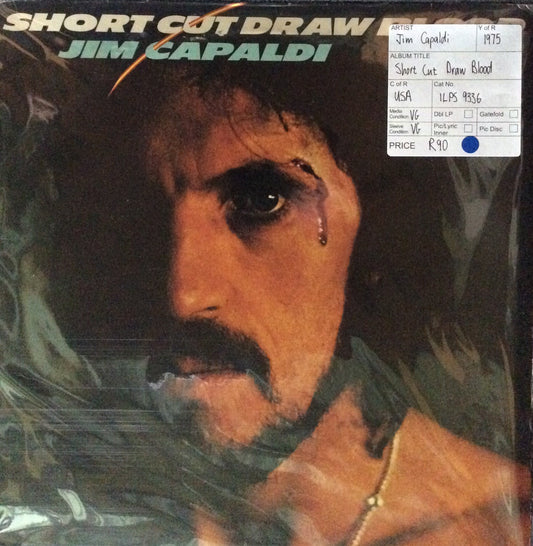 SHORT CUT DRAW
JIM CAPALDI
ARTIST Y of R
Jim Capaldi 1975
ALBUM TITLE
Short Cut Draw Blood
C of R Cat No
USA ILPS 9336
Media Condition VG Dbl LP Gatefold
Sleeve Condition VG Pic/Lyric Inner Pic Disc
PRICE R90